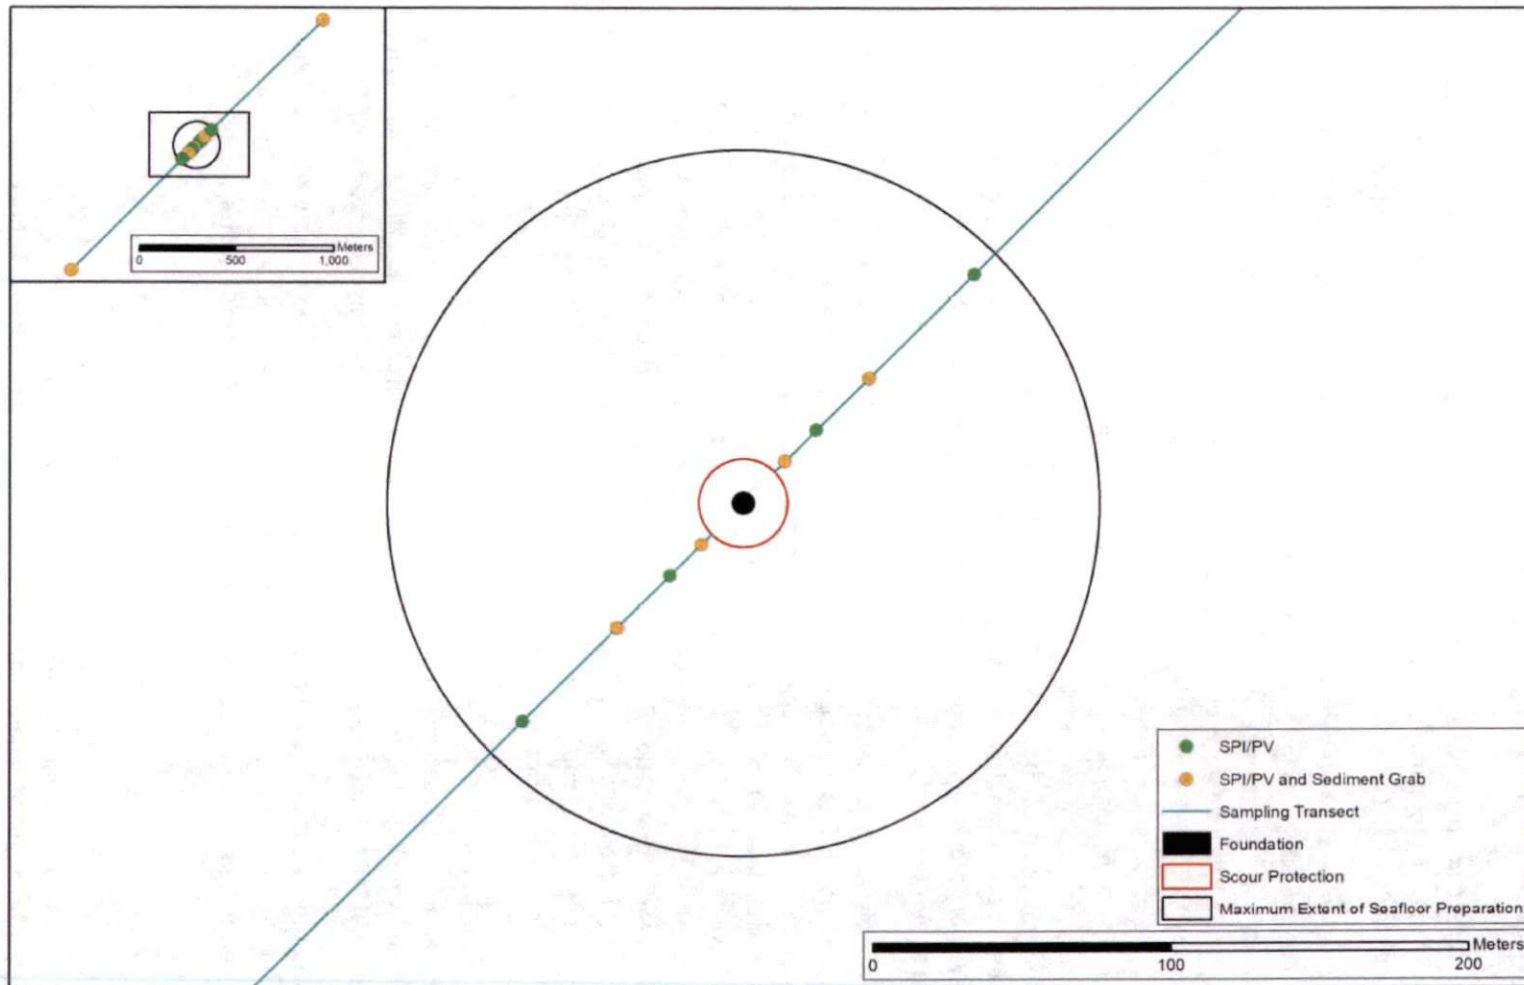 Meters
0 500 1,000
SPI/PV
SPI/PV and Sediment Grab
Sampling Transect
Foundation
Scour Protection
Maximum Extent of Seafloor Preparation
Meters
0 100 200